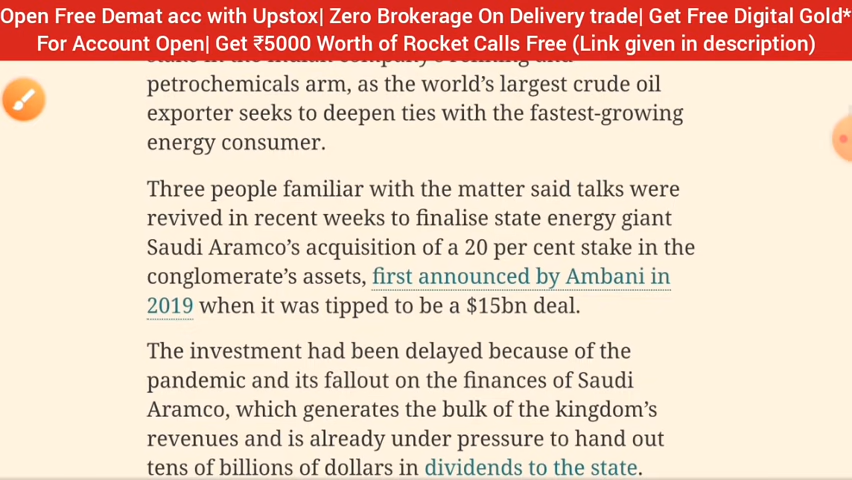 Open Free Demat acc with Upstox| Zero Brokerage On Delivery trade| Get Free Digital Gold*
For Account Open| Get ₹5000 Worth of Rocket Calls Free (Link given in description)
stake in the Indian company's refining and
petrochemicals arm, as the world’s largest crude oil
exporter seeks to deepen ties with the fastest-growing
energy consumer.
Three people familiar with the matter said talks were
revived in recent weeks to finalise state energy giant
Saudi Aramco’s acquisition of a 20 per cent stake in the
conglomerate’s assets, first announced by Ambani in
2019 when it was tipped to be a $15bn deal.
The investment had been delayed because of the
pandemic and its fallout on the finances of Saudi
Aramco, which generates the bulk of the kingdom’s
revenues and is already under pressure to hand out
tens of billions of dollars in dividends to the state.